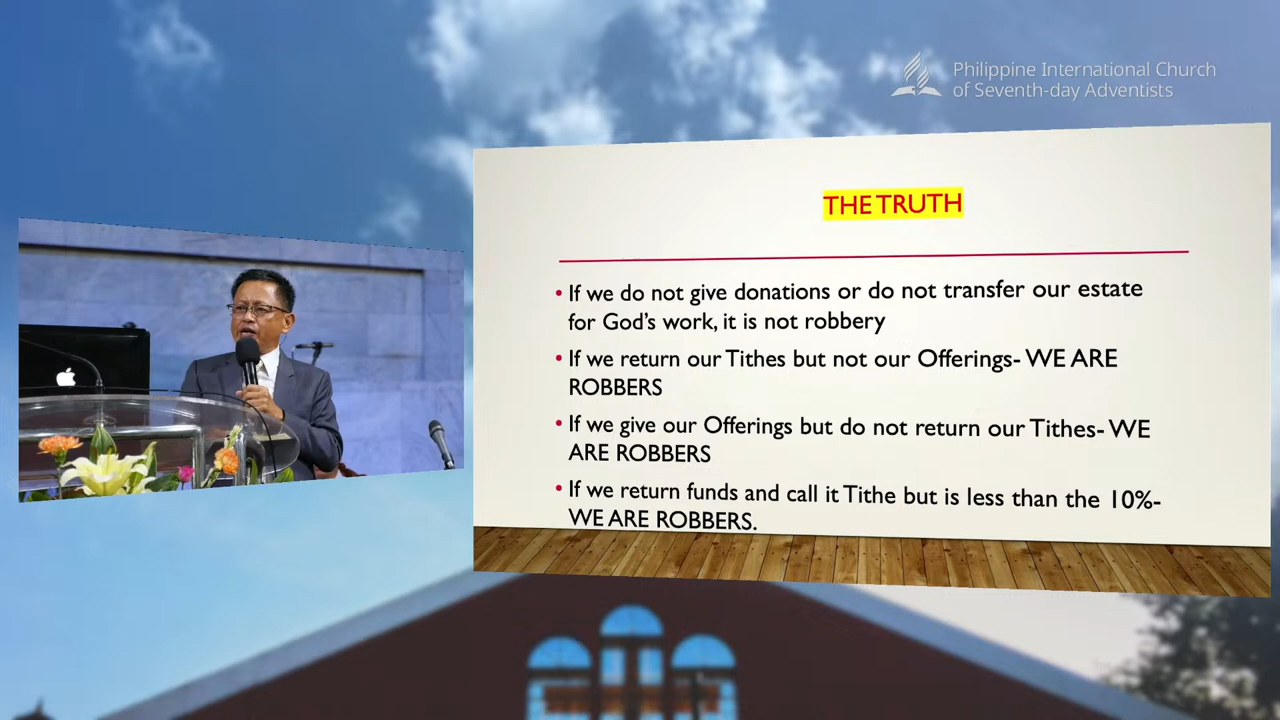 Philippine International Church
of Seventh-day Adventists
THE TRUTH
• If we do not give donations or do not transfer our estate
for God's work, it is not robbery
• If we return our Tithes but not our Offerings- WE ARE
ROBBERS
• If we give our Offerings but do not return our Tithes- WE
ARE ROBBERS
• If we return funds and call it Tithe but is less than the 10%-
WE ARE ROBBERS.